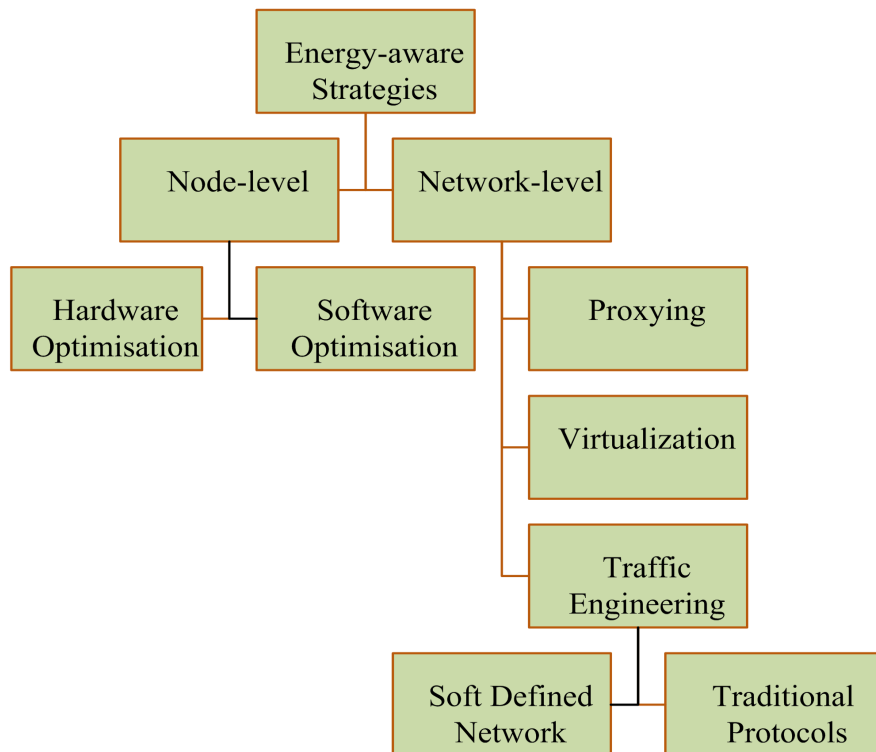 Energy-aware
Strategies
Node-level
Network-level
Hardware
Optimisation
Software
Optimisation
Proxying
Virtualization
Traffic
Engineering
Soft Defined
Network
Traditional
Protocols